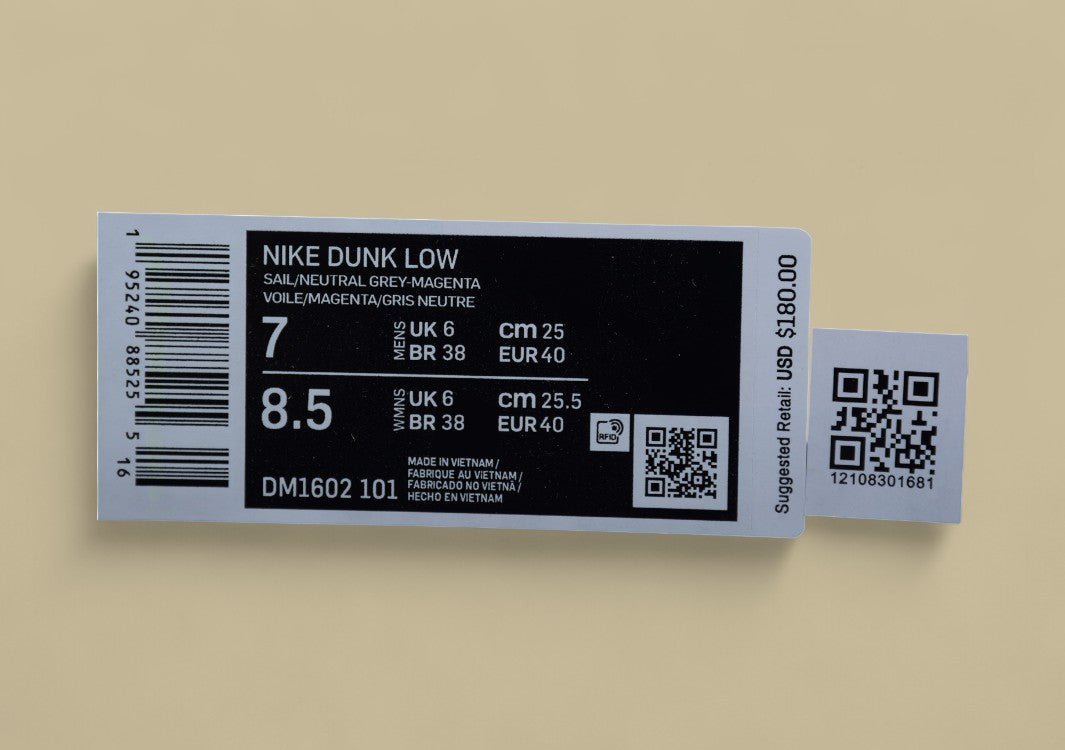 1 95240 88525 5 16
NIKE DUNK LOW
SAIL/NEUTRAL GREY-MAGENTA
VOILE/MAGENTA/GRIS NEUTRE
7 MENS UK 6 cm 25
BR 38 EUR 40
8.5 WMNS UK 6 cm 25.5
BR 38 EUR 40
RFID
MADE IN VIETNAM /
FABRIQUE AU VIETNAM /
FABRICADO NO VIETNÃ /
HECHO EN VIETNAM
DM1602 101
Suggested Retail: USD $180.00
12108301681